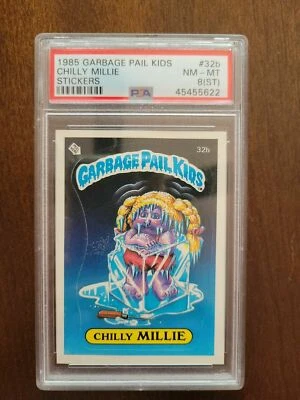 1985 GARBAGE PAIL KIDS #32b
CHILLY MILLIE NM-MT
STICKERS 8(ST)
PSA 45455622
32b
GARBAGE PAIL KIDS
CHILLY MILLIE